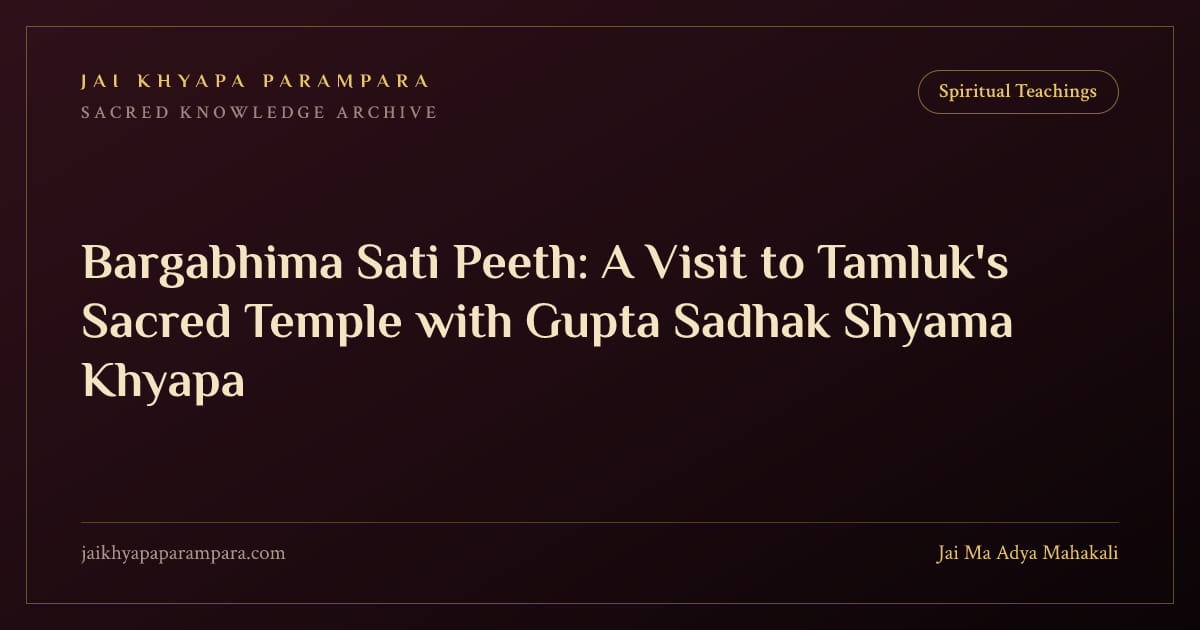 JAI KHYAPA PARAMPARA
SACRED KNOWLEDGE ARCHIVE
Spiritual Teachings
Bargabhima Sati Peeth: A Visit to Tamluk's
Sacred Temple with Gupta Sadhak Shyama
Khyapa
jaikhyapaparampara.com
Jai Ma Adya Mahakali